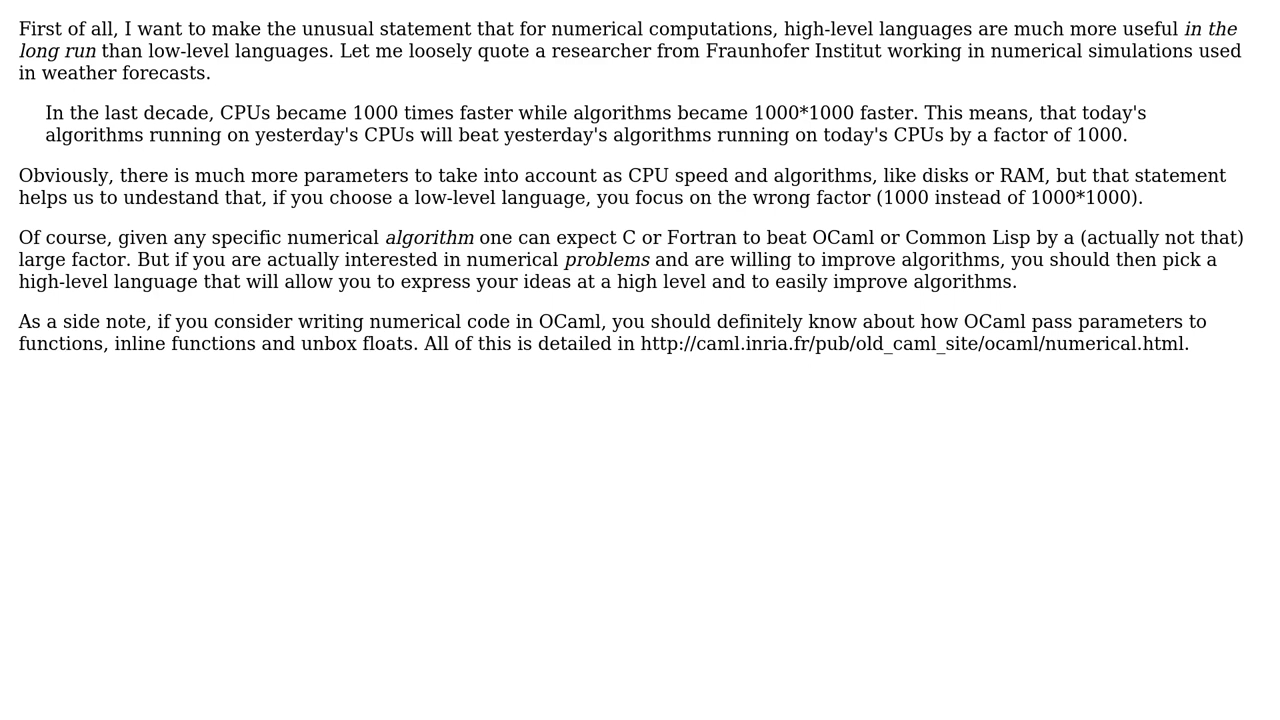 First of all, I want to make the unusual statement that for numerical computations, high-level languages are much more useful in the
long run than low-level languages. Let me loosely quote a researcher from Fraunhofer Institut working in numerical simulations used
in weather forecasts.
In the last decade, CPUs became 1000 times faster while algorithms became 1000*1000 faster. This means, that today's
algorithms running on yesterday's CPUs will beat yesterday's algorithms running on today's CPUs by a factor of 1000.
Obviously, there is much more parameters to take into account as CPU speed and algorithms, like disks or RAM, but that statement
helps us to undestand that, if you choose a low-level language, you focus on the wrong factor (1000 instead of 1000*1000).
Of course, given any specific numerical algorithm one can expect C or Fortran to beat OCaml or Common Lisp by a (actually not that)
large factor. But if you are actually interested in numerical problems and are willing to improve algorithms, you should then pick a
high-level language that will allow you to express your ideas at a high level and to easily improve algorithms.
As a side note, if you consider writing numerical code in OCaml, you should definitely know about how OCaml pass parameters to
functions, inline functions and unbox floats. All of this is detailed in http://caml.inria.fr/pub/old_caml_site/ocaml/numerical.html.